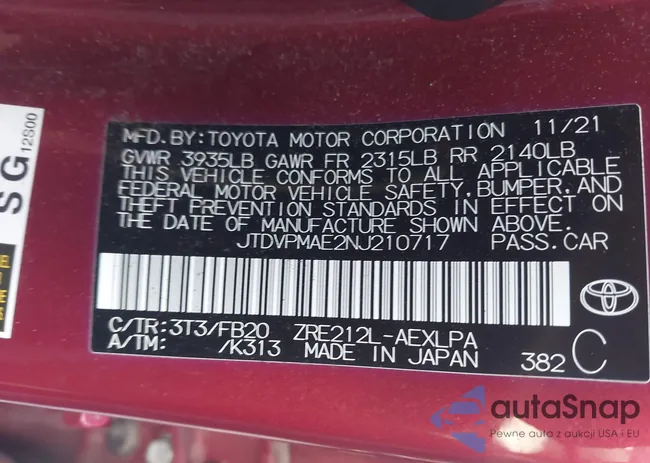 SG
12S00
MFD.BY:TOYOTA MOTOR CORPORATION 11/21
GVWR 3935LB GAWR FR 2315LB RR 2140LB
THIS VEHICLE CONFORMS TO ALL APPLICABLE
FEDERAL MOTOR VEHICLE SAFETY,BUMPER,AND
THEFT PREVENTION STANDARDS IN EFFECT ON
THE DATE OF MANUFACTURE SHOWN ABOVE.
JTDVPMAE2NJ210717 PASS.CAR
C/TR:3T3/FB20 ZRE212L-AEXLPA
A/TM: /K313 MADE IN JAPAN 382 C
autaSnap
Pewne auta z aukcji USA i EU